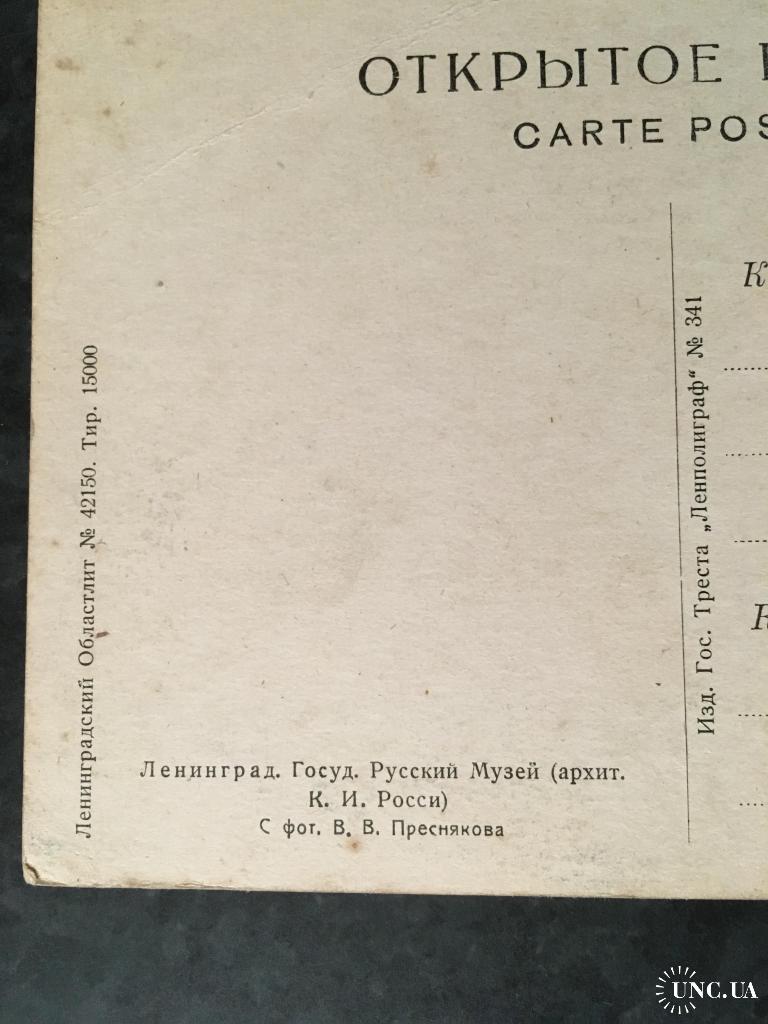 ОТКРЫТОЕ
CARTE POS
Ленинградский Областлит № 42150. Тир. 15000
Изд. Гос. Треста „Ленполиграф“ № 341
Ленинград. Госуд. Русский Музей (архит.
К. И. Росси)
С фот. В. В. Преснякова
UNC.UA